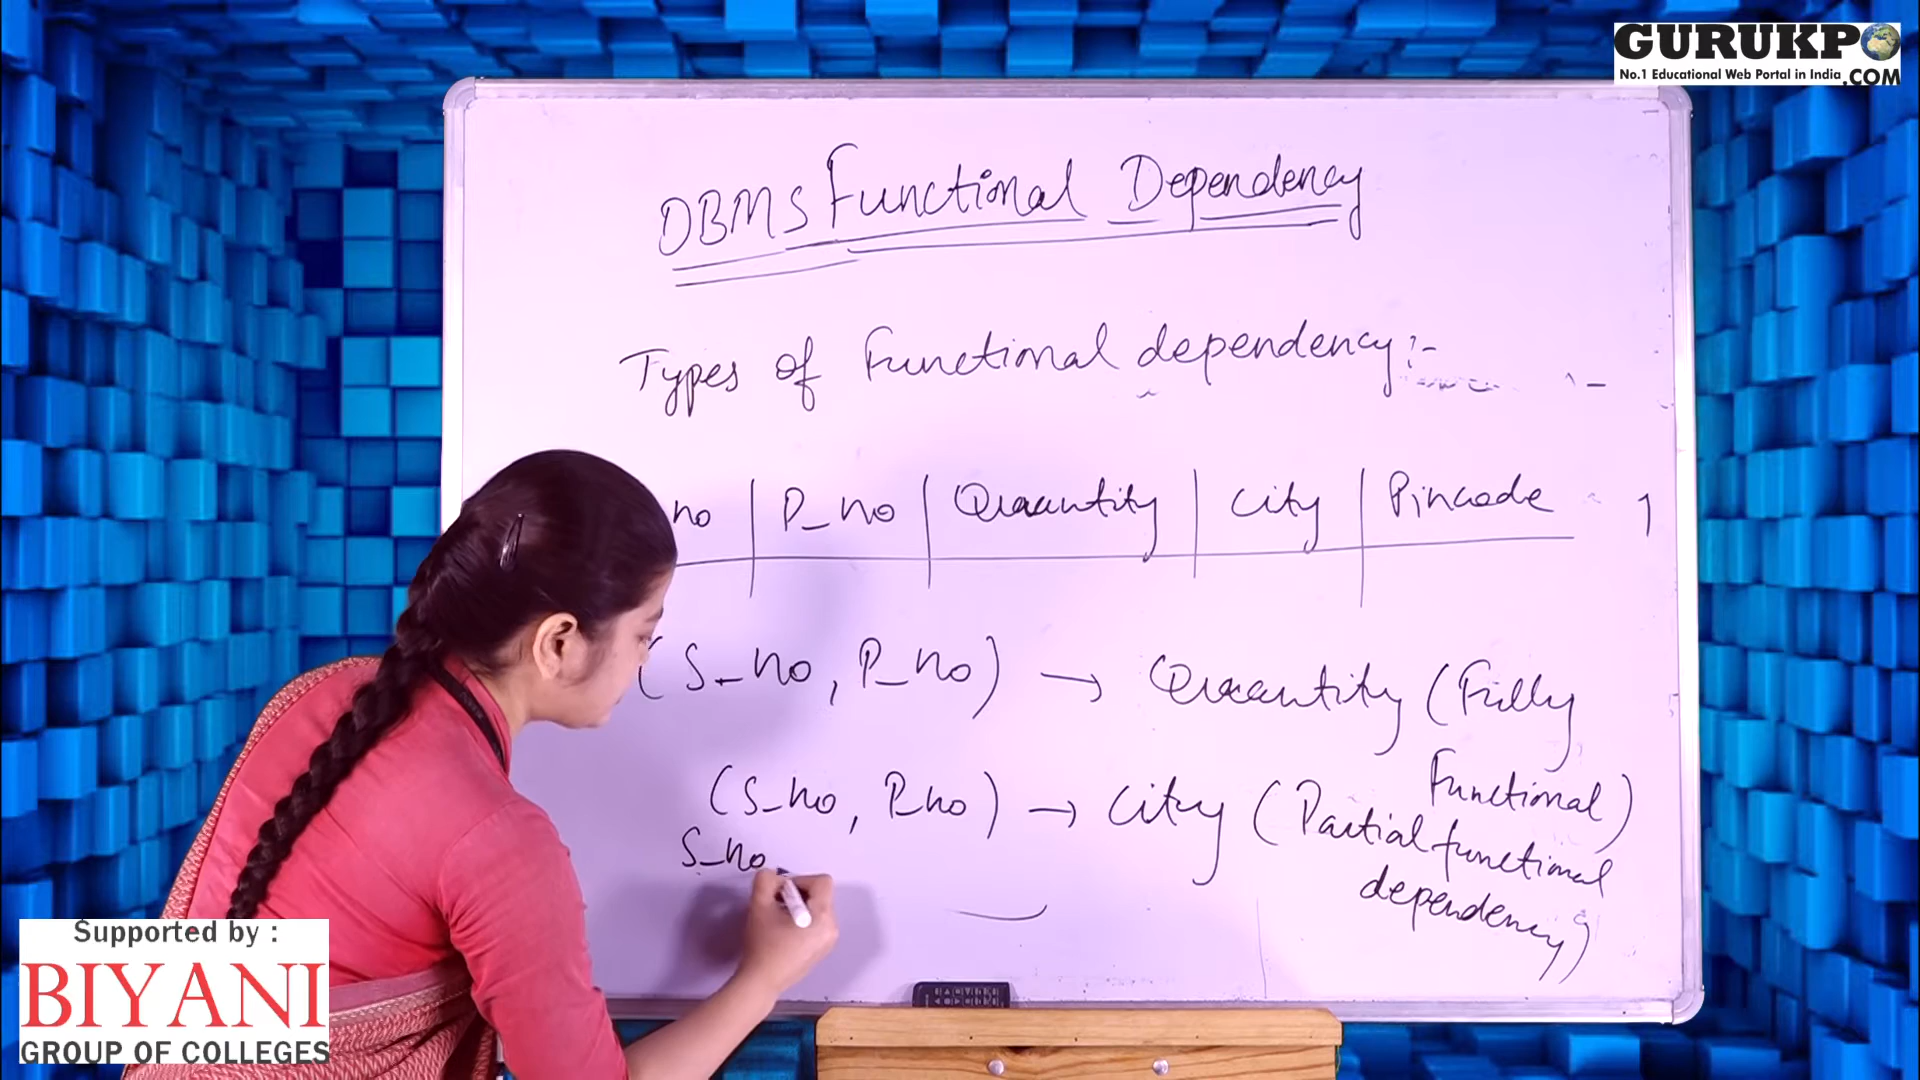 GURUKPO
No.1 Educational Web Portal in India .COM
DBMS Functional Dependency
Types of Functional dependency:-
no | P_no | Quantity | City | Pincode
(S_no, P_no) → Quantity (Fully
Functional)
(S_no, P_no) → City (Partial functional
dependency)
S_no
Supported by :
BIYANI
GROUP OF COLLEGES